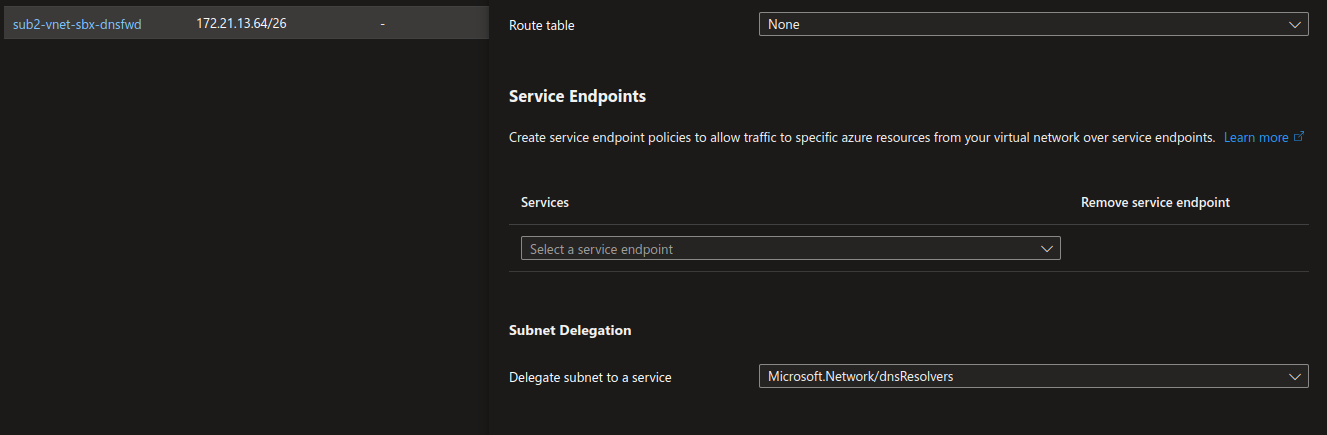 sub2-vnet-sbx-dnsfwd 172.21.13.64/26 -
Route table None
Service Endpoints
Create service endpoint policies to allow traffic to specific azure resources from your virtual network over service endpoints. Learn more
Services Remove service endpoint
Select a service endpoint
Subnet Delegation
Delegate subnet to a service Microsoft.Network/dnsResolvers